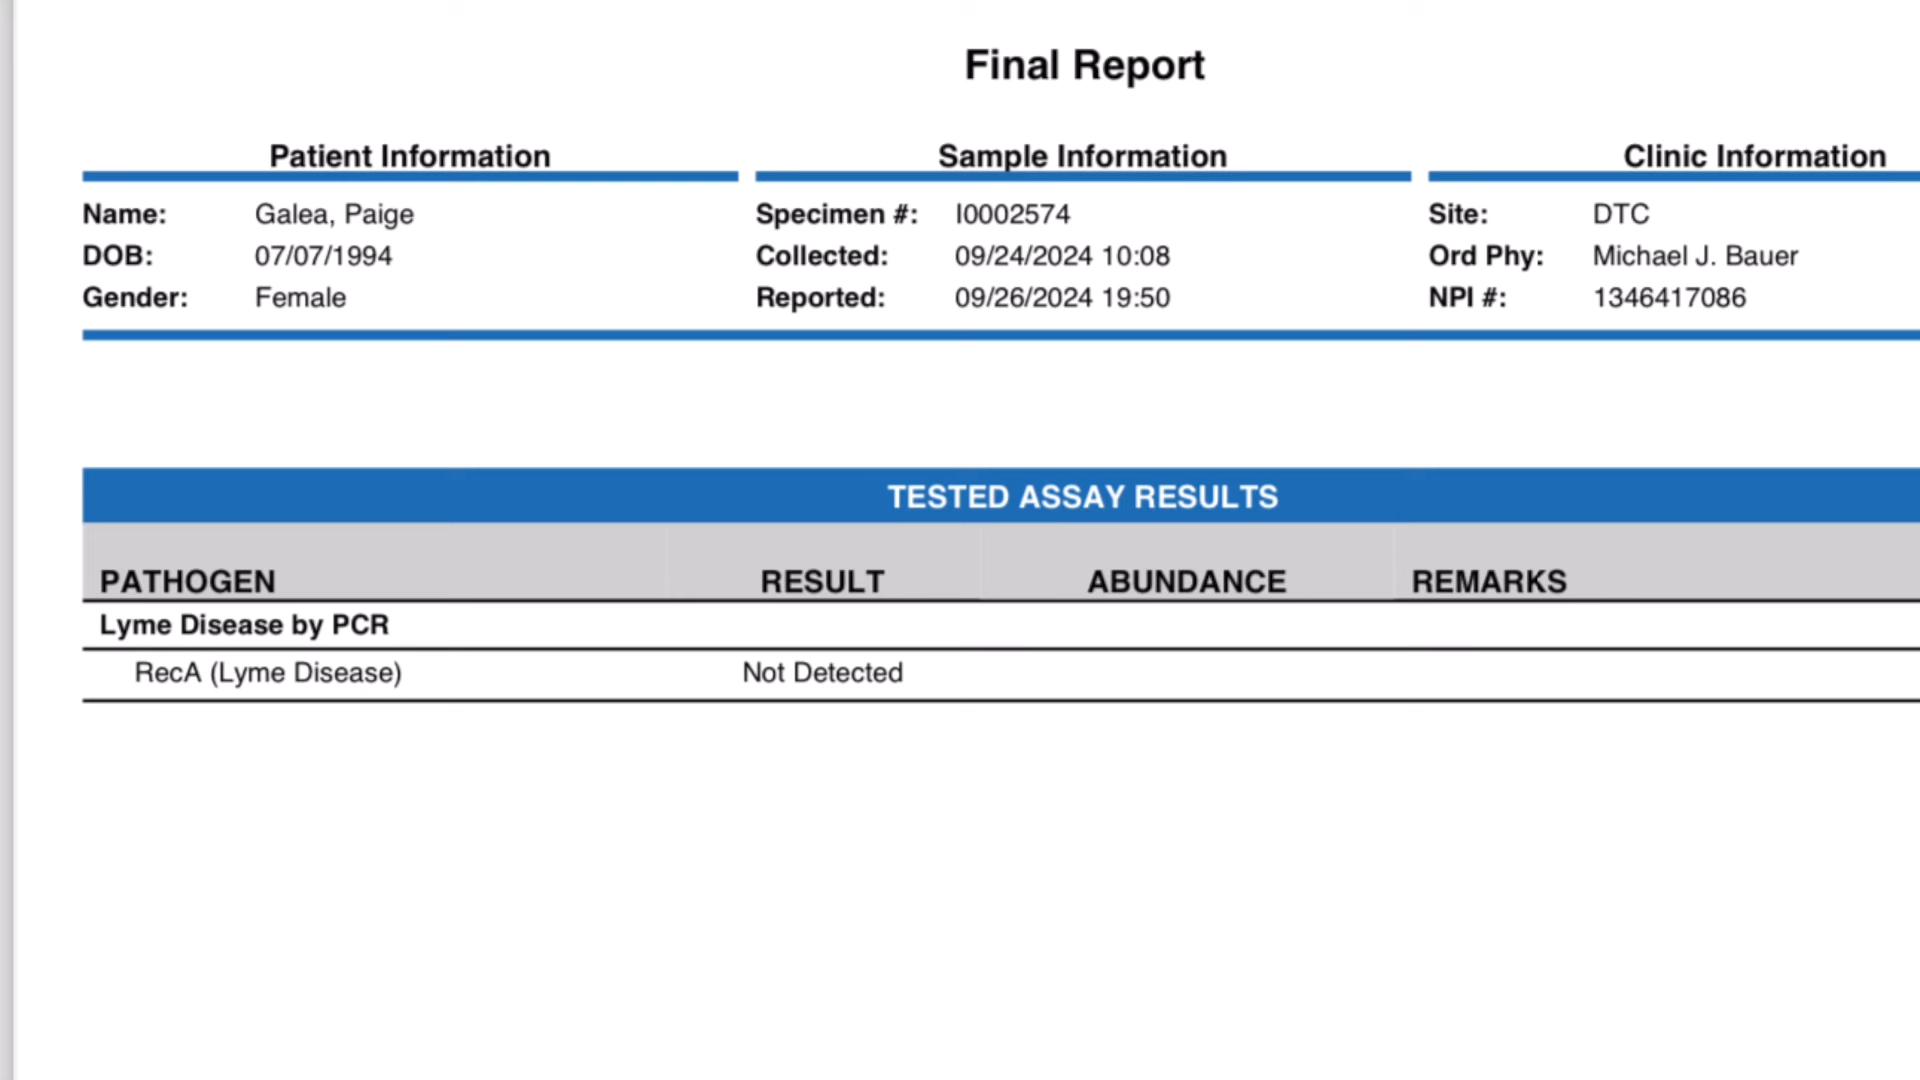 Final Report
Patient Information
Name: Galea, Paige
DOB: 07/07/1994
Gender: Female
Sample Information
Specimen #: I0002574
Collected: 09/24/2024 10:08
Reported: 09/26/2024 19:50
Clinic Information
Site: DTC
Ord Phy: Michael J. Bauer
NPI #: 1346417086
TESTED ASSAY RESULTS
PATHOGEN RESULT ABUNDANCE REMARKS
Lyme Disease by PCR
RecA (Lyme Disease) Not Detected